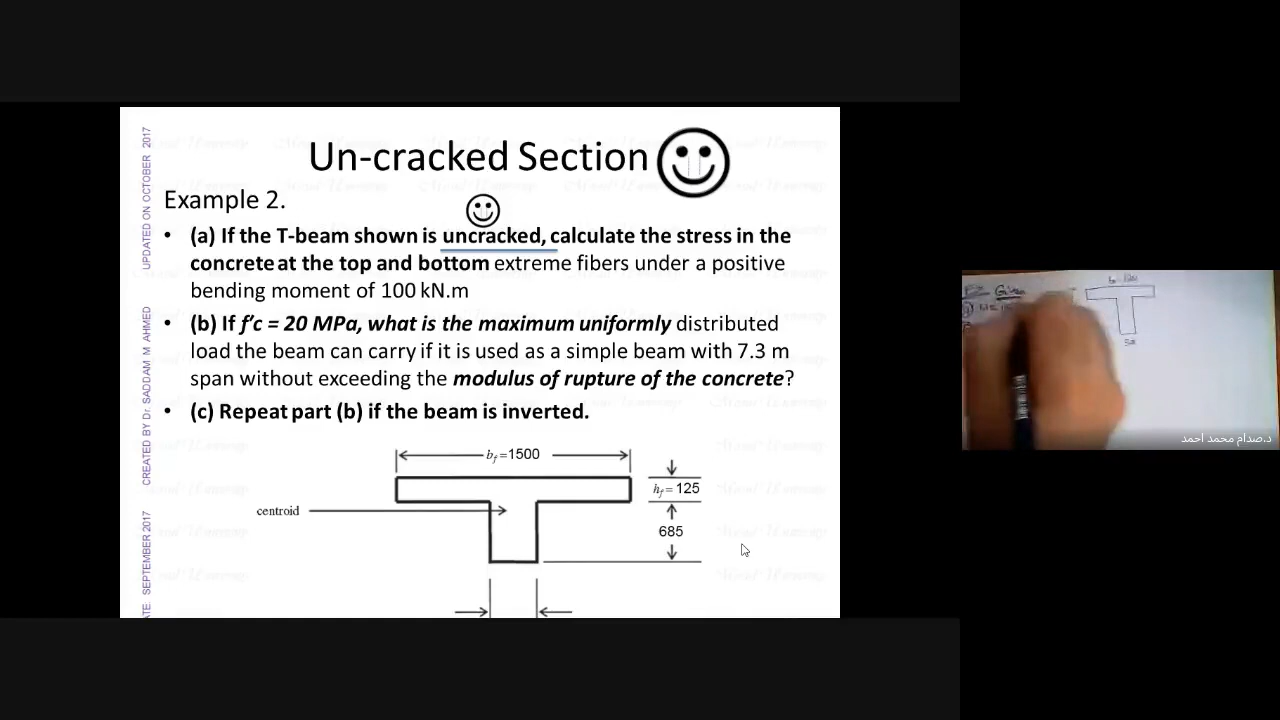 Un-cracked Section
Example 2.
• (a) If the T-beam shown is uncracked, calculate the stress in the
concrete at the top and bottom extreme fibers under a positive
bending moment of 100 kN.m
• (b) If f'c = 20 MPa, what is the maximum uniformly distributed
load the beam can carry if it is used as a simple beam with 7.3 m
span without exceeding the modulus of rupture of the concrete?
• (c) Repeat part (b) if the beam is inverted.
bf =1500
hf = 125
centroid
685
UPDATED ON OCTOBER 2017
CREATED BY Dr. SADDAM M AHMED
SEPTEMBER 2017
Given
د.صدام محمد احمد